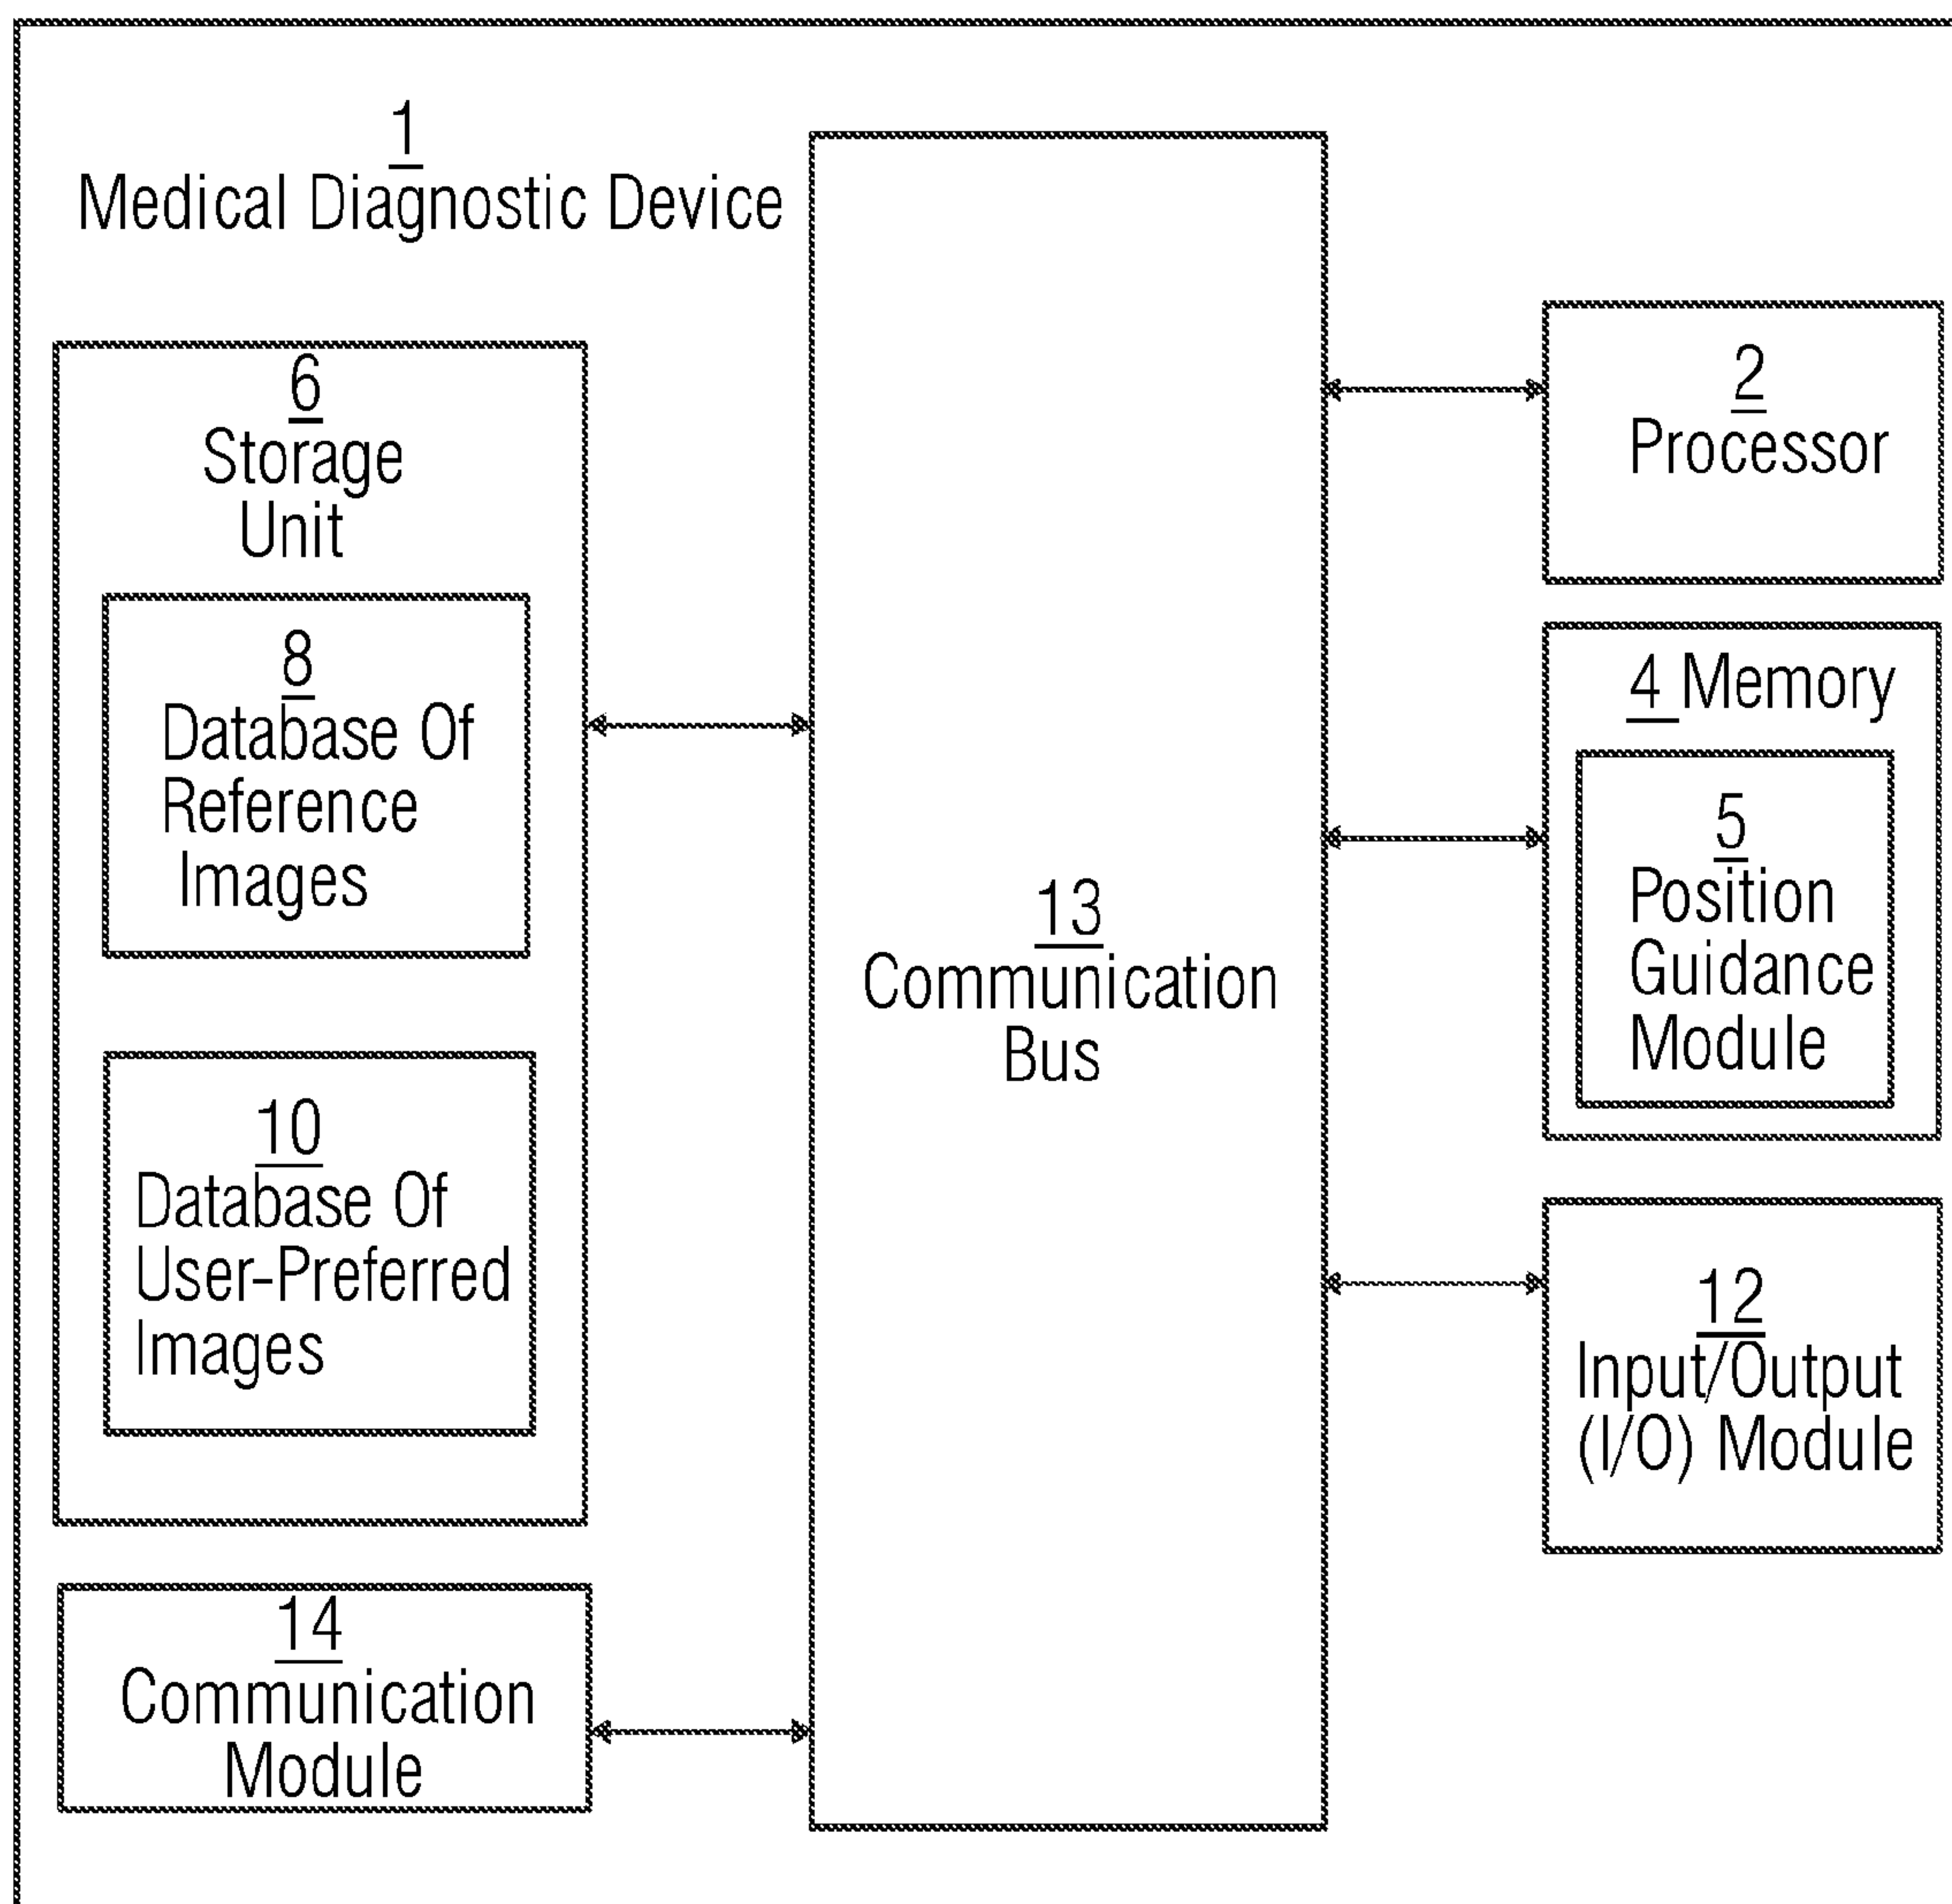 1
Medical Diagnostic Device
6
Storage
Unit
8
Database Of
Reference
Images
10
Database Of
User-Preferred
Images
14
Communication
Module
13
Communication
Bus
2
Processor
4 Memory
5
Position
Guidance
Module
12
Input/Output
(I/O) Module